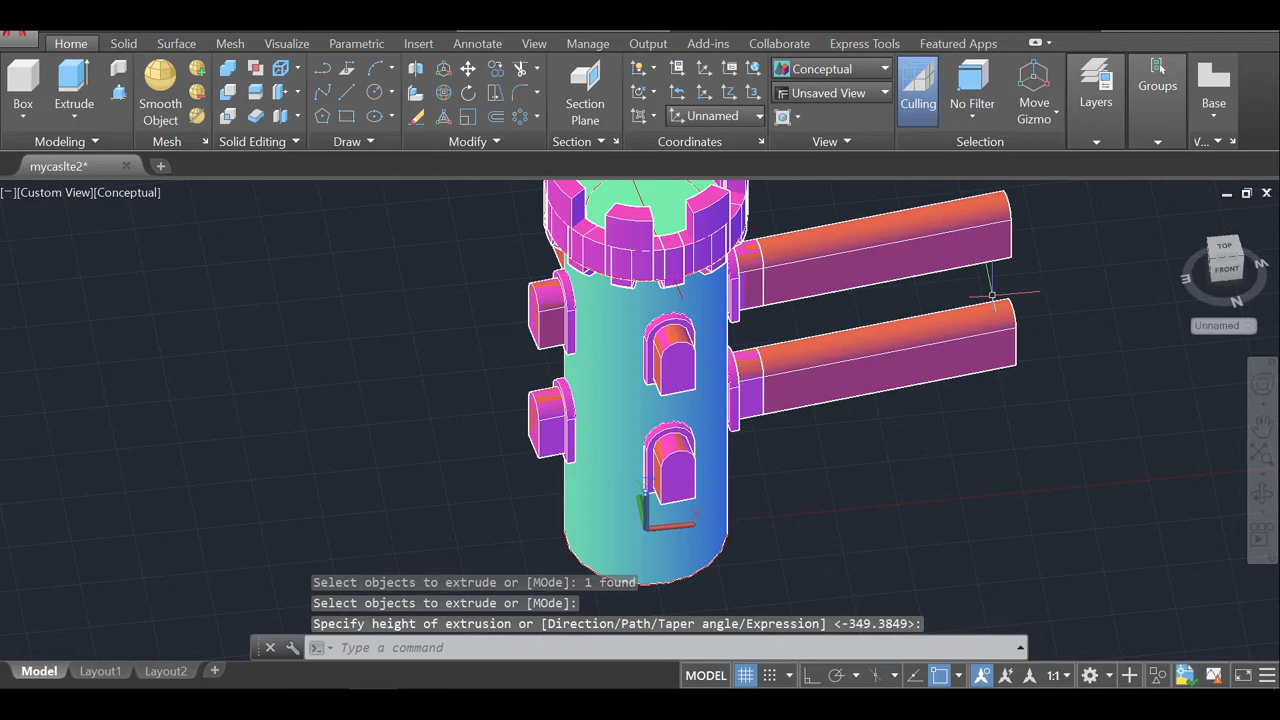 Home Solid Surface Mesh Visualize Parametric Insert Annotate View Manage Output Add-ins Collaborate Express Tools Featured Apps
Conceptual
Unsaved View
Box Extrude Smooth Object Section Plane Unnamed Culling No Filter Move Gizmo Layers Groups Base
Modeling Mesh Solid Editing Draw Modify Section Coordinates View Selection V...
mycaslte2*
[−][Custom View][Conceptual]
TOP
FRONT
E
W
N
Unnamed
Select objects to extrude or [MOde]: 1 found
Select objects to extrude or [MOde]:
Specify height of extrusion or [Direction/Path/Taper angle/Expression] <-349.3849>:
Type a command
Model Layout1 Layout2 MODEL 1:1